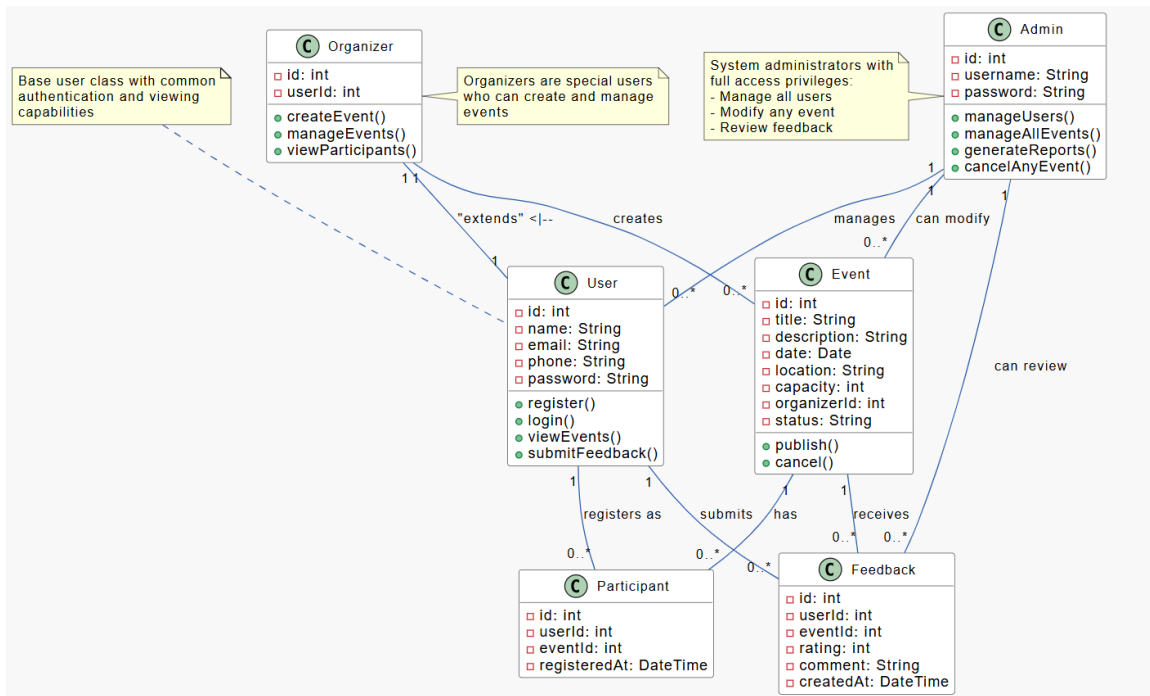 Base user class with common
authentication and viewing
capabilities
C Organizer
id: int
userId: int
createEvent()
manageEvents()
viewParticipants()
Organizers are special users
who can create and manage
events
System administrators with
full access privileges:
- Manage all users
- Modify any event
- Review feedback
C Admin
id: int
username: String
password: String
manageUsers()
manageAllEvents()
generateReports()
cancelAnyEvent()
1
1
1
1
1
"extends" <|--
creates
manages
can modify
0..*
1
0..*
0..*
C User
id: int
name: String
email: String
phone: String
password: String
register()
login()
viewEvents()
submitFeedback()
C Event
id: int
title: String
description: String
date: Date
location: String
capacity: int
organizerId: int
status: String
publish()
cancel()
can review
1
1
1
1
registers as
submits
has
receives
0..*
0..*
0..*
0..*
0..*
C Participant
id: int
userId: int
eventId: int
registeredAt: DateTime
C Feedback
id: int
userId: int
eventId: int
rating: int
comment: String
createdAt: DateTime